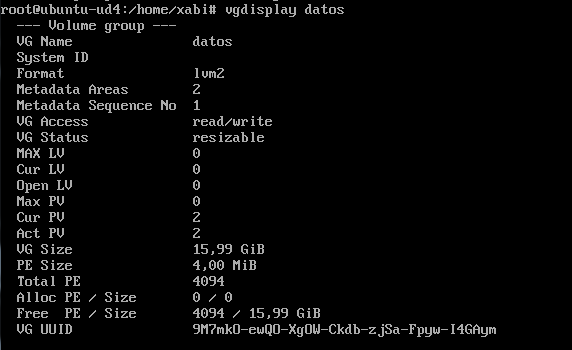 root@ubuntu-ud4:/home/xabi# vgdisplay datos
--- Volume group ---
VG Name datos
System ID
Format lvm2
Metadata Areas 2
Metadata Sequence No 1
VG Access read/write
VG Status resizable
MAX LV 0
Cur LV 0
Open LV 0
Max PV 0
Cur PV 2
Act PV 2
VG Size 15,99 GiB
PE Size 4,00 MiB
Total PE 4094
Alloc PE / Size 0 / 0
Free PE / Size 4094 / 15,99 GiB
VG UUID 9M7mkO-ewQO-XgOW-Ckdb-zjSa-Fpyw-I4GAym